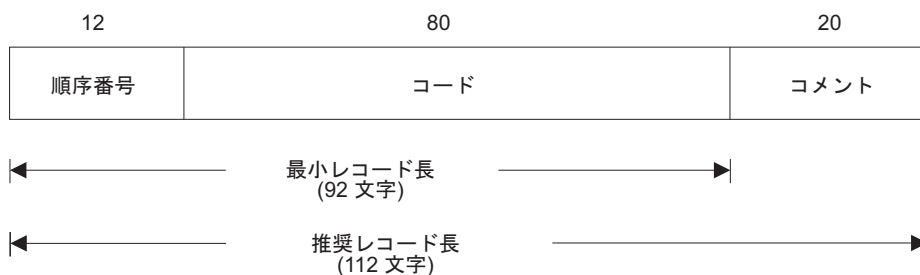 12 80 20
順序番号 コード コメント
最小レコード長
(92 文字)
推奨レコード長
(112 文字)